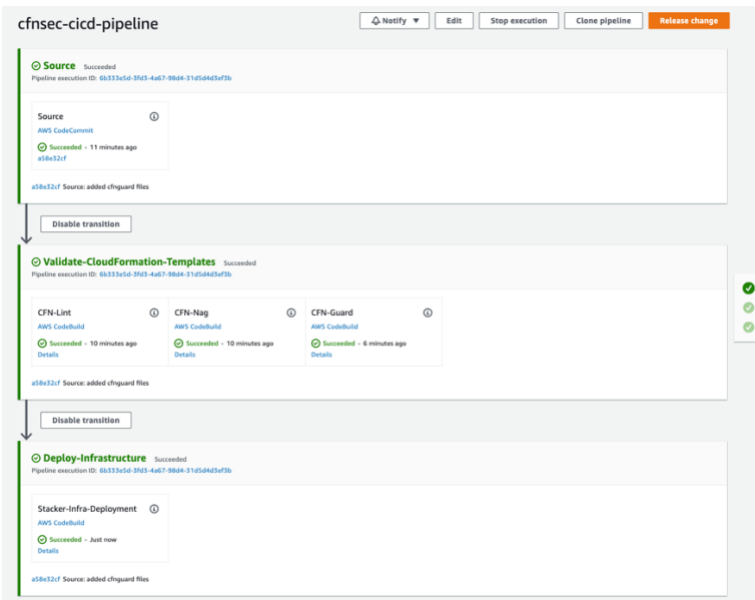 cfnsec-cicd-pipeline
Notify
Edit
Stop execution
Clone pipeline
Release change
Source Succeeded
Pipeline execution ID: 6b333e5d-3fd3-4a67-98d4-31d5d4d3ef3b
Source
AWS CodeCommit
Succeeded - 11 minutes ago
a58e32cf
a58e32cf Source: added cfnguard files
Disable transition
Validate-CloudFormation-Templates Succeeded
Pipeline execution ID: 6b333e5d-3fd3-4a67-98d4-31d5d4d3ef3b
CFN-Lint
AWS CodeBuild
Succeeded - 10 minutes ago
Details
CFN-Nag
AWS CodeBuild
Succeeded - 10 minutes ago
Details
CFN-Guard
AWS CodeBuild
Succeeded - 6 minutes ago
Details
a58e32cf Source: added cfnguard files
Disable transition
Deploy-Infrastructure Succeeded
Pipeline execution ID: 6b333e5d-3fd3-4a67-98d4-31d5d4d3ef3b
Stacker-Infra-Deployment
AWS CodeBuild
Succeeded - Just now
Details
a58e32cf Source: added cfnguard files